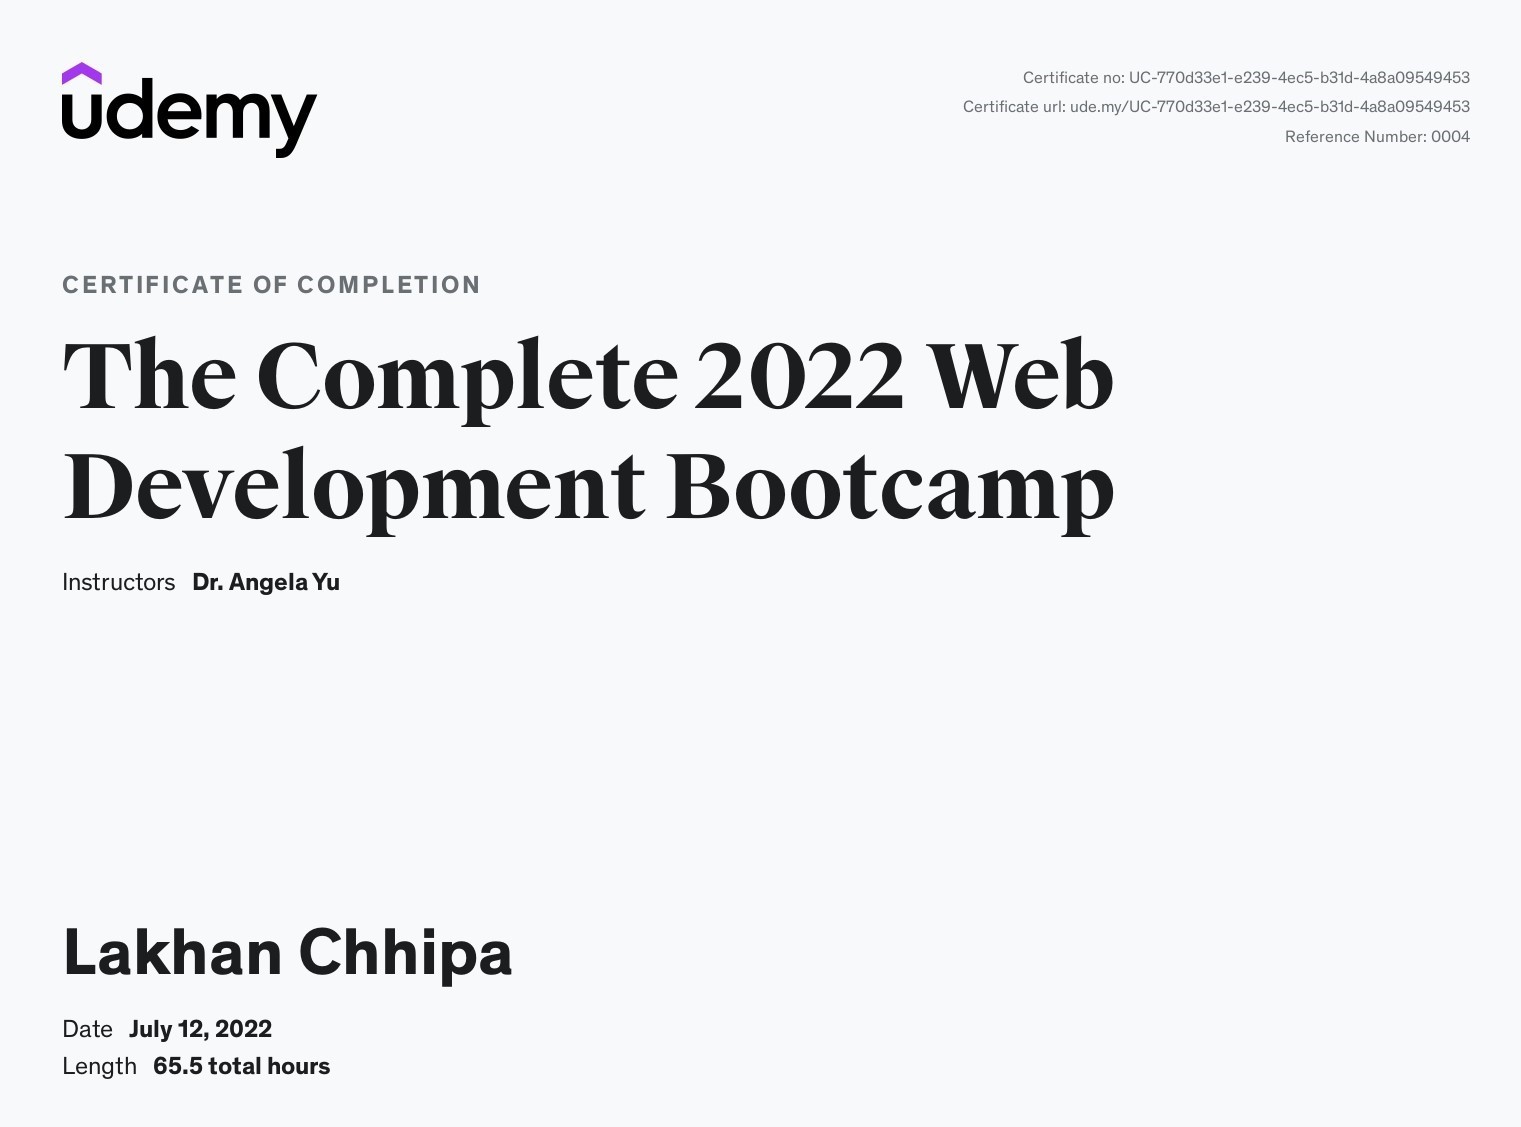 udemy
Certificate no: UC-770d33e1-e239-4ec5-b31d-4a8a09549453
Certificate url: ude.my/UC-770d33e1-e239-4ec5-b31d-4a8a09549453
Reference Number: 0004
CERTIFICATE OF COMPLETION
The Complete 2022 Web
Development Bootcamp
Instructors Dr. Angela Yu
Lakhan Chhipa
Date July 12, 2022
Length 65.5 total hours